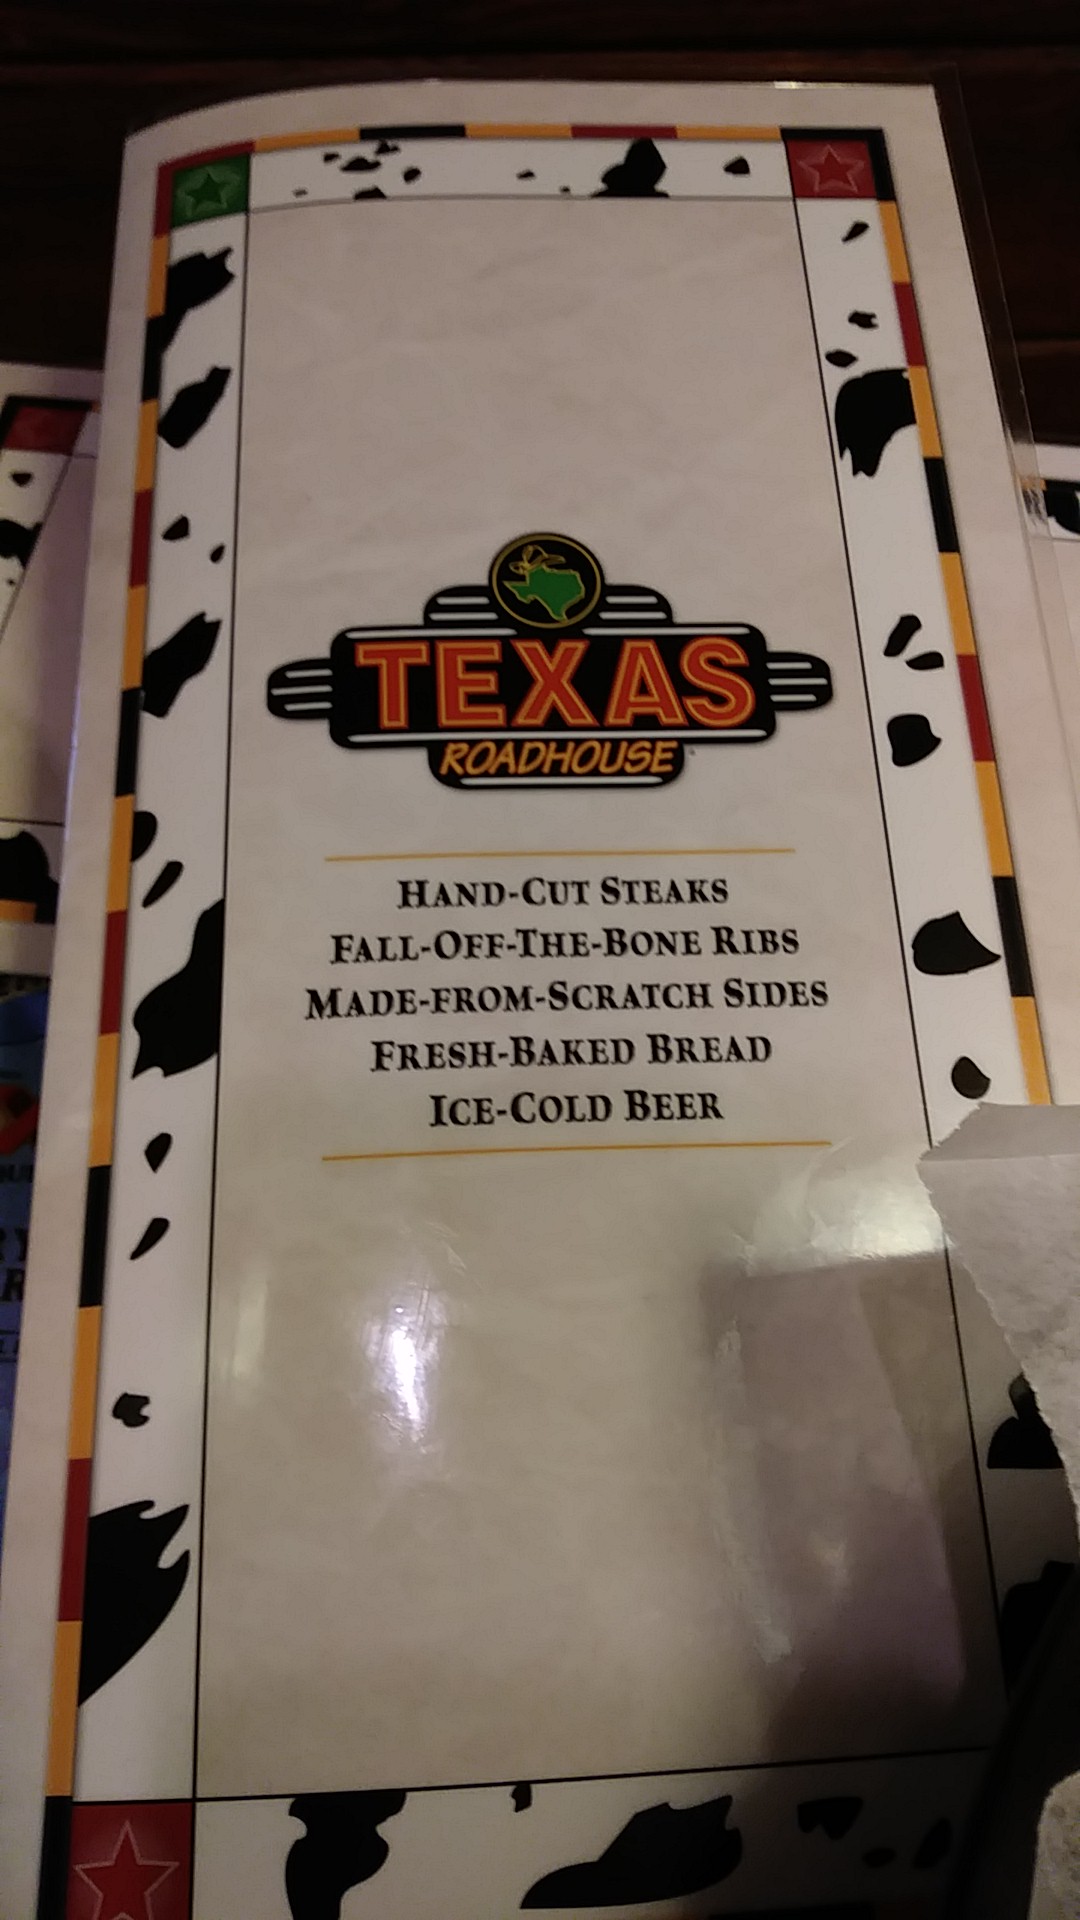 TEXAS
ROADHOUSE
HAND-CUT STEAKS
FALL-OFF-THE-BONE RIBS
MADE-FROM-SCRATCH SIDES
FRESH-BAKED BREAD
ICE-COLD BEER